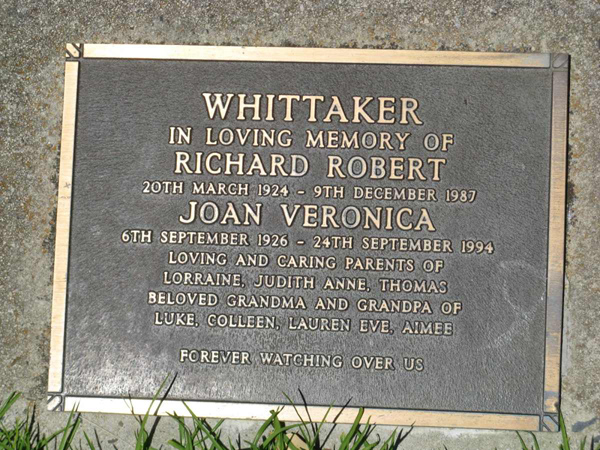 WHITTAKER
IN LOVING MEMORY OF
RICHARD ROBERT
20TH MARCH 1924 - 9TH DECEMBER 1987
JOAN VERONICA
6TH SEPTEMBER 1926 - 24TH SEPTEMBER 1994
LOVING AND CARING PARENTS OF
LORRAINE, JUDITH ANNE, THOMAS
BELOVED GRANDMA AND GRANDPA OF
LUKE, COLLEEN, LAUREN EVE, AIMEE
FOREVER WATCHING OVER US